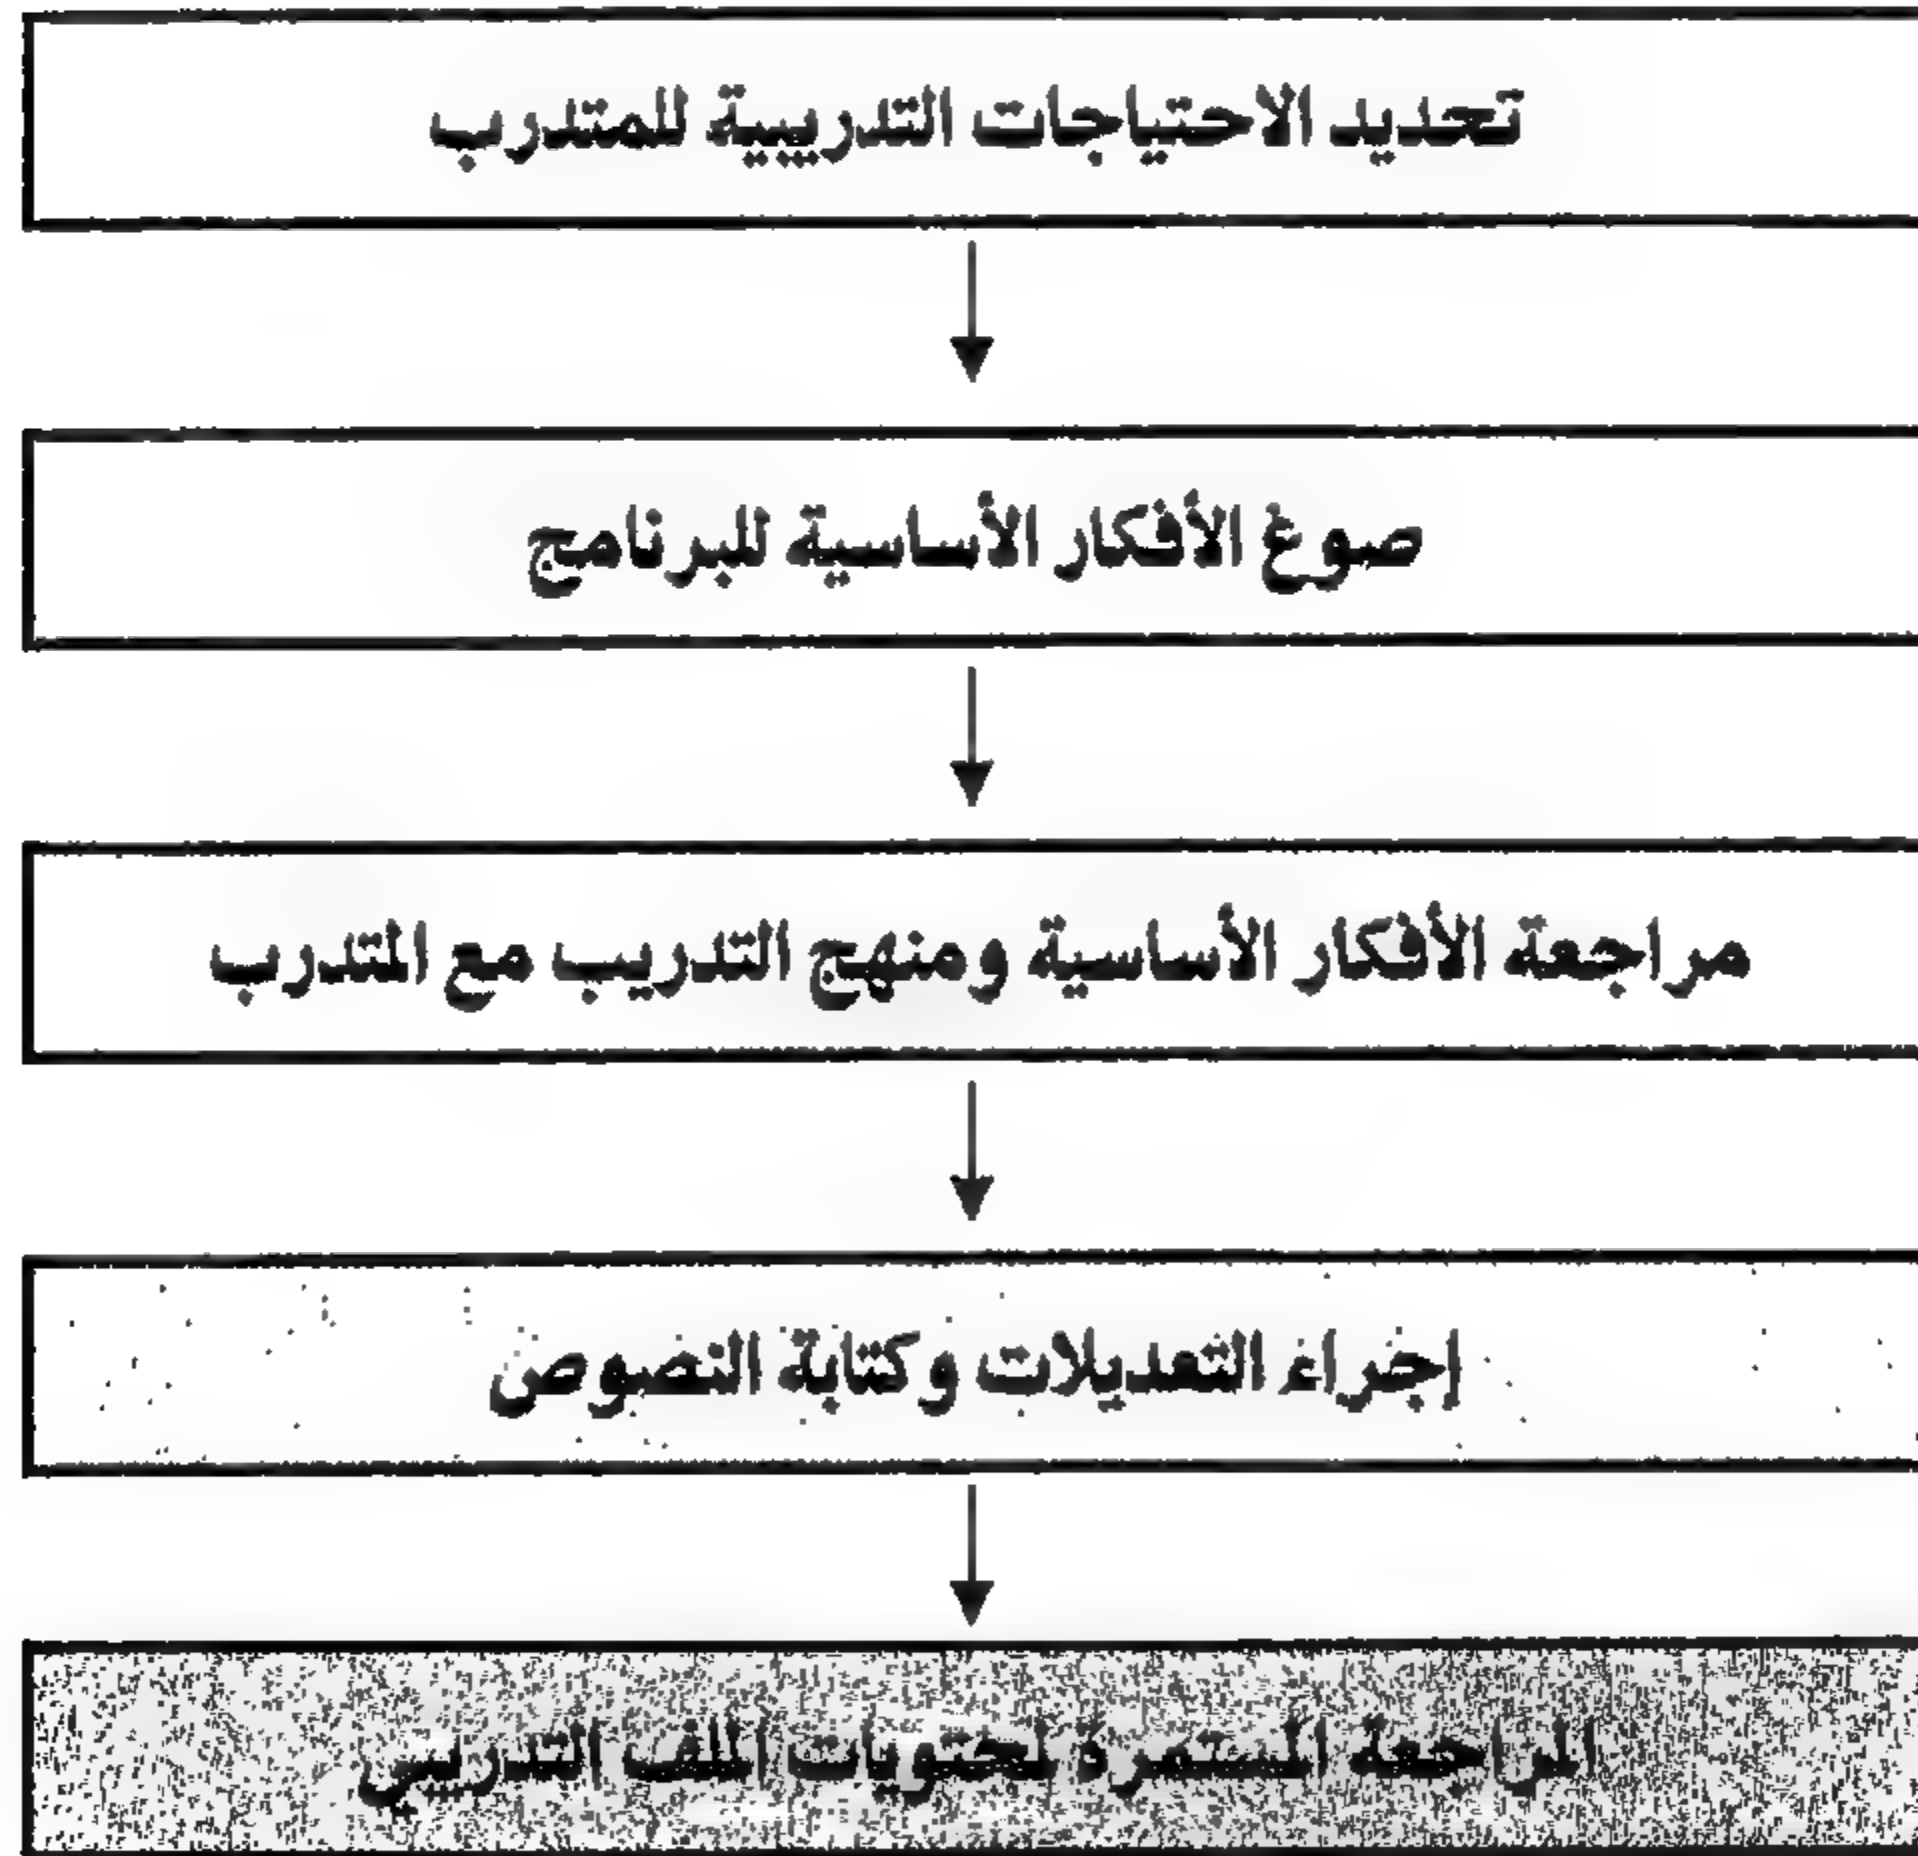 تحديد الاحتياجات التدريبية للمتدرب
صوغ الأفكار الأساسية للبرنامج
مراجعة الأفكار الأساسية ومنهج التدريب مع المتدرب
إجراء التعديلات وكتابة النصوص
المراجعة المستمرة لمحتويات الملف التدريبي